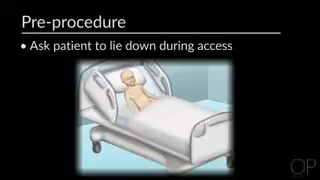 Pre-procedure
• Ask patient to lie down during access
OP